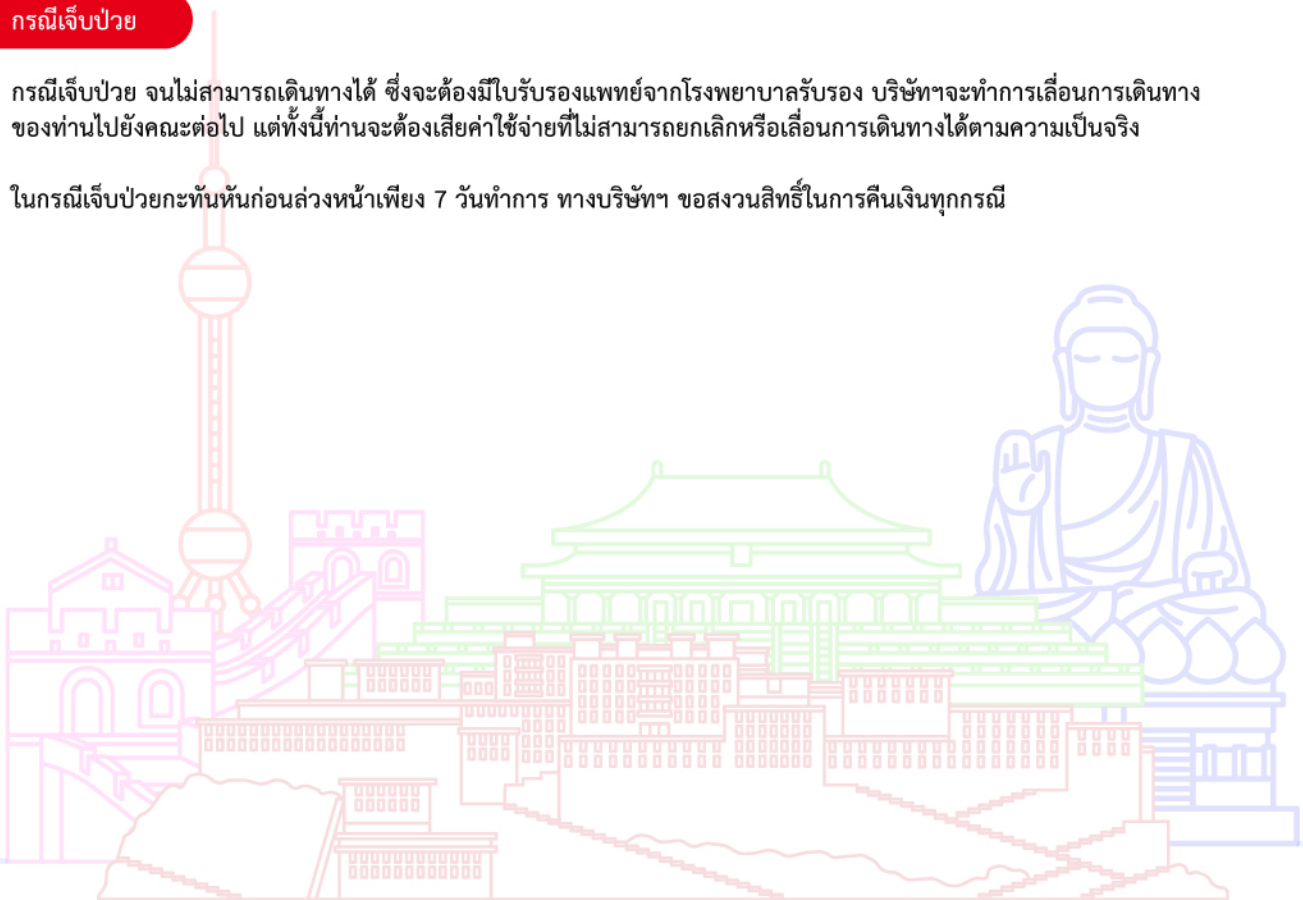 กรณีเจ็บป่วย
กรณีเจ็บป่วย จนไม่สามารถเดินทางได้ ซึ่งจะต้องมีใบรับรองแพทย์จากโรงพยาบาลรับรอง บริษัทฯจะทำการเลื่อนการเดินทาง
ของท่านไปยังคณะต่อไป แต่ทั้งนี้ท่านจะต้องเสียค่าใช้จ่ายที่ไม่สามารถยกเลิกหรือเลื่อนการเดินทางได้ตามความเป็นจริง
ในกรณีเจ็บป่วยกะทันหันก่อนล่วงหน้าเพียง 7 วันทำการ ทางบริษัทฯ ขอสงวนสิทธิ์ในการคืนเงินทุกกรณี